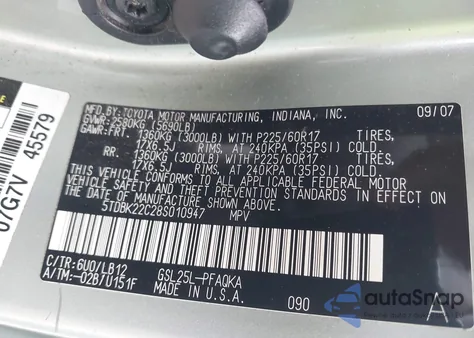 MFD.BY:TOYOTA MOTOR MANUFACTURING, INDIANA, INC. 09/07
GVWR:2580KG (5690LB)
GAWR:FRT 1360KG (3000LB) WITH P225/60R17 TIRES,
17X6.5J RIMS, AT 240KPA (35PSI) COLD.
RR. 1360KG (3000LB) WITH P225/60R17 TIRES,
17X6.5J RIMS, AT 240KPA (35PSI) COLD.
THIS VEHICLE CONFORMS TO ALL APPLICABLE FEDERAL MOTOR
VEHICLE SAFETY AND THEFT PREVENTION STANDARDS IN
EFFECT ON THE DATE OF MANUFACTURE SHOWN ABOVE.
5TDBK22C28S010947 MPV
C/TR:6U0/LB12 GSL25L-PFAQKA
A/TM:-02B/U151F MADE IN U.S.A. 090 A
07G7V 45579
autoSnap